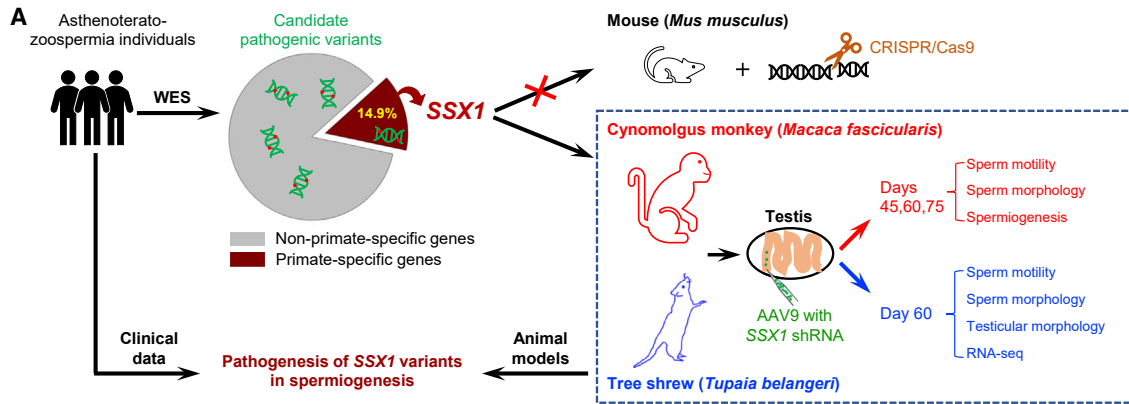 A
Asthenoterato-
zoospermia individuals
WES
Candidate
pathogenic variants
14.9%
SSX1
Non-primate-specific genes
Primate-specific genes
Mouse (Mus musculus)
+
CRISPR/Cas9
Cynomolgus monkey (Macaca fascicularis)
Days
45,60,75
Sperm motility
Sperm morphology
Spermiogenesis
Testis
AAV9 with
SSX1 shRNA
Day 60
Sperm motility
Sperm morphology
Testicular morphology
RNA-seq
Tree shrew (Tupaia belangeri)
Clinical
data
Pathogenesis of SSX1 variants
in spermiogenesis
Animal
models